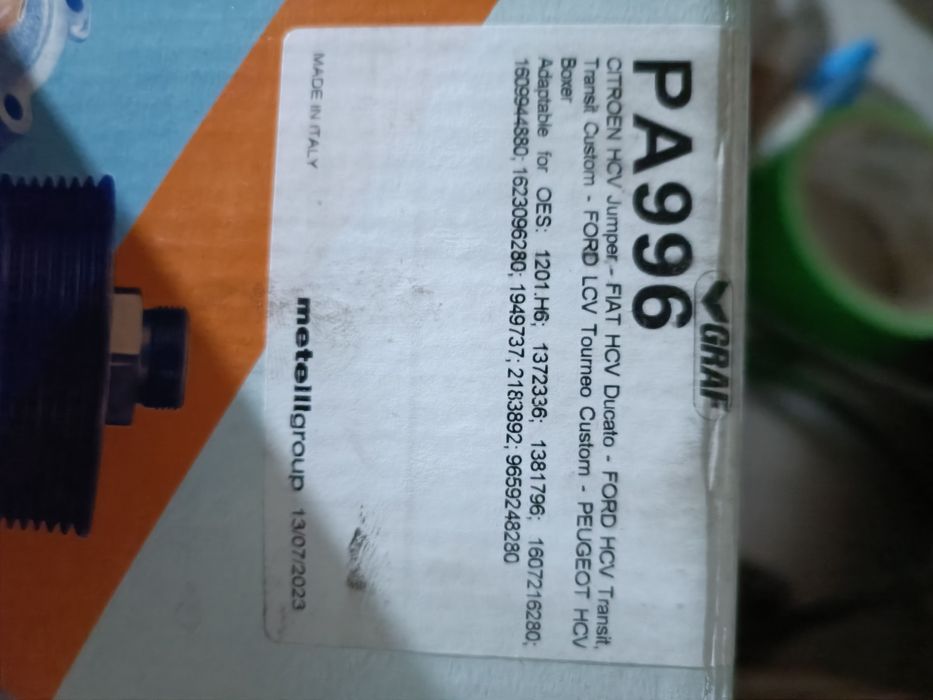 GRAF
PA996
CITROEN HCV Jumper - FIAT HCV Ducato - FORD HCV Transit,
Transit Custom - FORD LCV Tourneo Custom - PEUGEOT HCV
Boxer
Adaptable for OES: 1201.H6; 1372336; 1381796; 1607216280;
1609944880; 1623096280; 1949737; 2183892; 9659248280
MADE IN ITALY
metelligroup 13/07/2023